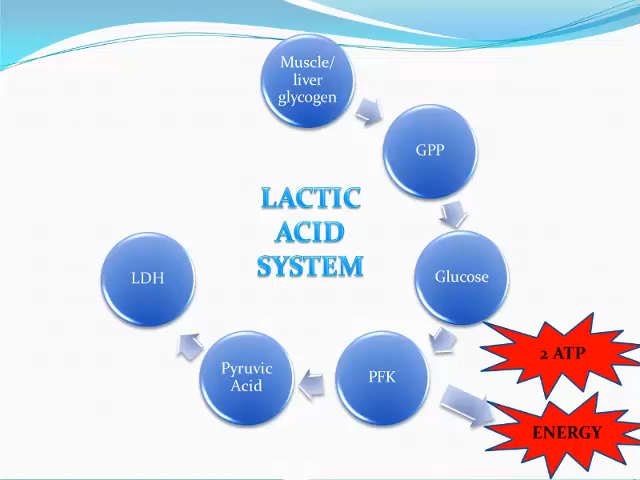 Muscle/
liver
glycogen
GPP
LACTIC
ACID
SYSTEM
Glucose
LDH
2 ATP
PFK
Pyruvic
Acid
ENERGY